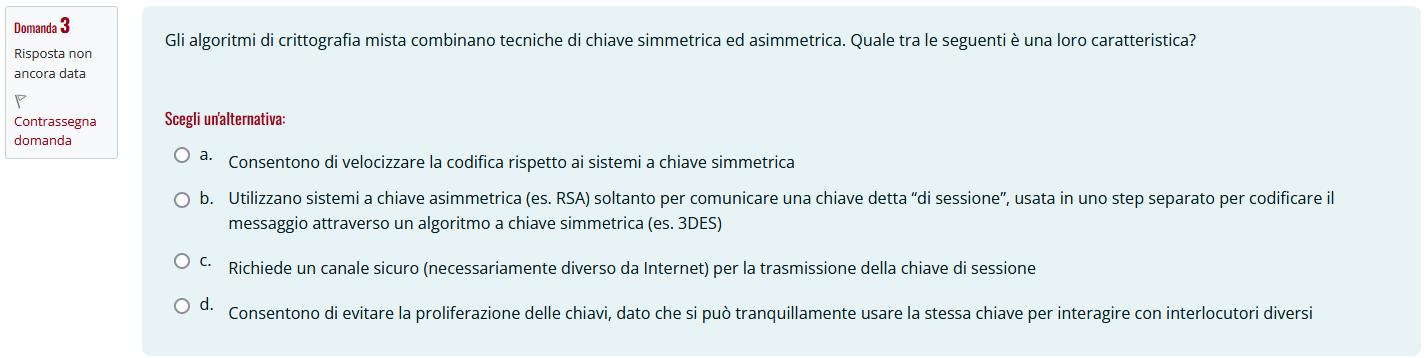 Domanda 3
Risposta non
ancora data
Contrassegna
domanda
Gli algoritmi di crittografia mista combinano tecniche di chiave simmetrica ed asimmetrica. Quale tra le seguenti è una loro caratteristica?
Scegli un'alternativa:
a. Consentono di velocizzare la codifica rispetto ai sistemi a chiave simmetrica
b. Utilizzano sistemi a chiave asimmetrica (es. RSA) soltanto per comunicare una chiave detta “di sessione”, usata in uno step separato per codificare il
messaggio attraverso un algoritmo a chiave simmetrica (es. 3DES)
c. Richiede un canale sicuro (necessariamente diverso da Internet) per la trasmissione della chiave di sessione
d. Consentono di evitare la proliferazione delle chiavi, dato che si può tranquillamente usare la stessa chiave per interagire con interlocutori diversi